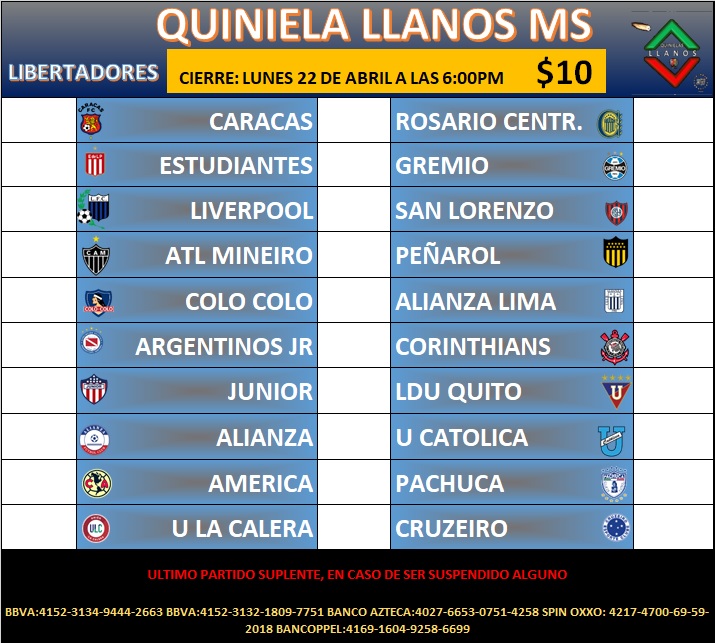 QUINIELA LLANOS MS
LIBERTADORES
CIERRE: LUNES 22 DE ABRIL A LAS 6:00PM $10
QUINIELAS
LLANOS
MS
CARACAS ROSARIO CENTR.
ESTUDIANTES GREMIO
LIVERPOOL SAN LORENZO
ATL MINEIRO PEÑAROL
COLO COLO ALIANZA LIMA
ARGENTINOS JR CORINTHIANS
JUNIOR LDU QUITO
ALIANZA U CATOLICA
AMERICA PACHUCA
U LA CALERA CRUZEIRO
ULTIMO PARTIDO SUPLENTE, EN CASO DE SER SUSPENDIDO ALGUNO
BBVA:4152-3134-9444-2663 BBVA:4152-3132-1809-7751 BANCO AZTECA:4027-6653-0751-4258 SPIN OXXO: 4217-4700-69-59-
2018 BANCOPPEL:4169-1604-9258-6699